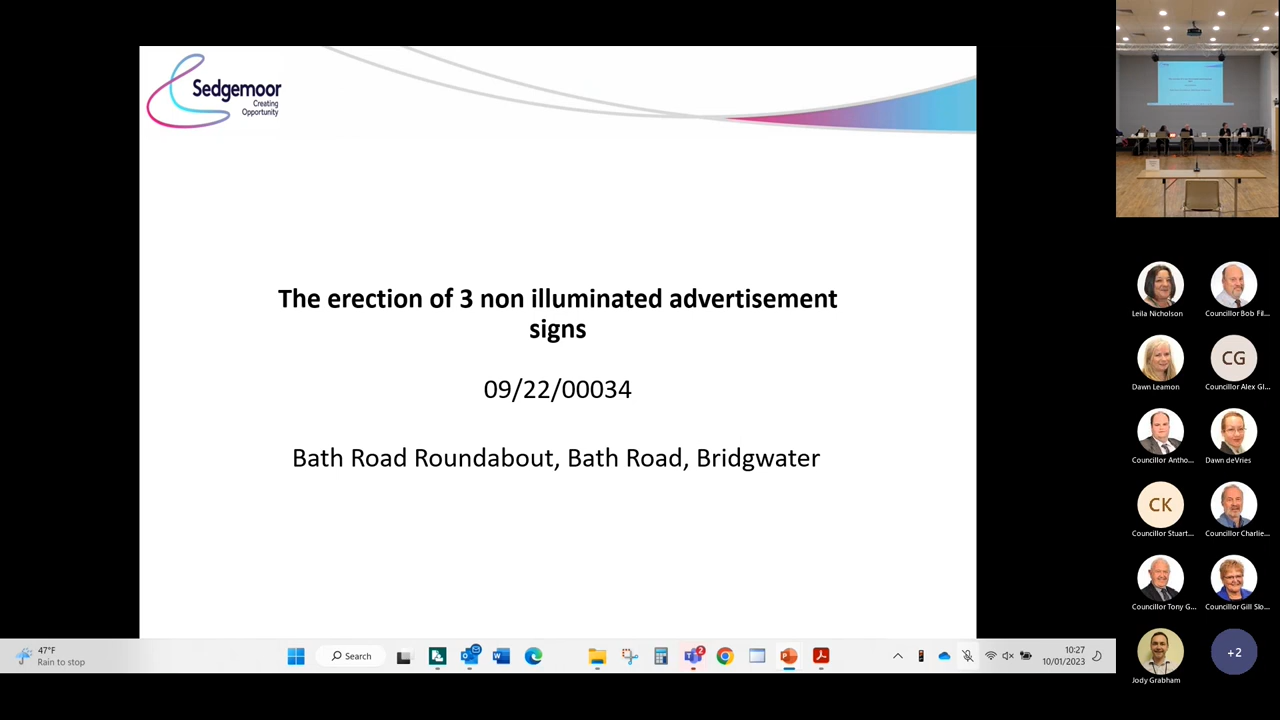 Sedgemoor
Creating
Opportunity
The erection of 3 non illuminated advertisement
signs
09/22/00034
Bath Road Roundabout, Bath Road, Bridgwater
Leila Nicholson
Councillor Bob Fil...
Dawn Leamon
CG
Councillor Alex Gl...
Councillor Antho...
Dawn deVries
CK
Councillor Stuart...
Councillor Charlie...
Councillor Tony G...
Councillor Gill Slo...
Jody Grabham
+2
47°F
Rain to stop
Search
2
10:27
10/01/2023